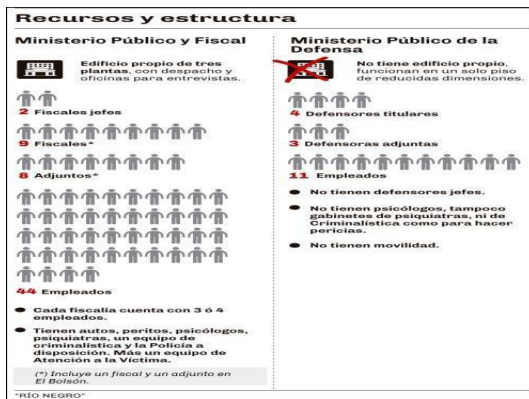 Recursos y estructura
Ministerio Público y Fiscal
Edificio propio de tres
plantas, con despacho y
oficinas para entrevistas.
2 Fiscales jefes
9 Fiscales*
8 Adjuntos*
44 Empleados
● Cada fiscalía cuenta con 3 ó 4
empleados.
● Tienen autos, peritos, psicólogos,
psiquiatras, un equipo de
criminalística y la Policía a
disposición. Más un equipo de
Atención a la Víctima.
(*) Incluye un fiscal y un adjunto en
El Bolsón.
Ministerio Público de la
Defensa
No tiene edificio propio,
funcionan en un solo piso
de reducidas dimensiones.
4 Defensores titulares
3 Defensoras adjuntas
11 Empleados
● No tienen defensores jefes.
● No tienen psicólogos, tampoco
gabinetes de psiquiatras, ni de
Criminalística como para hacer
pericias.
● No tienen movilidad.
"RÍO NEGRO"